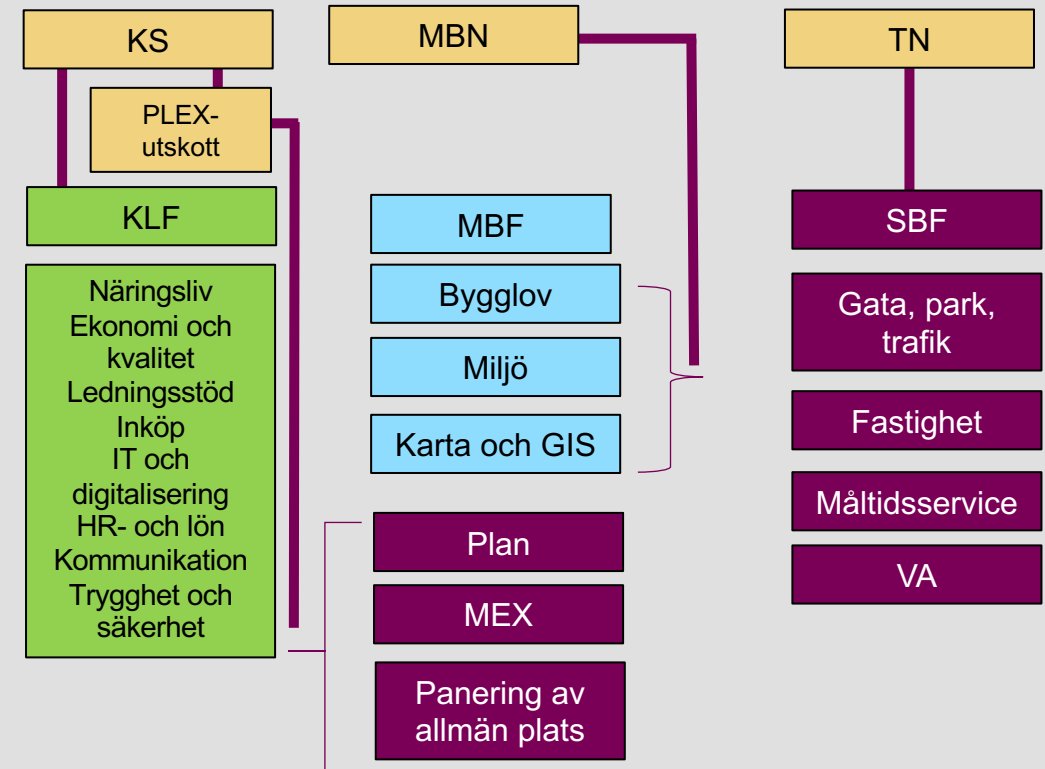 KS
PLEX-
utskott
KLF
Näringsliv
Ekonomi och
kvalitet
Ledningsstöd
Inköp
IT och
digitalisering
HR- och lön
Kommunikation
Trygghet och
säkerhet
MBN
MBF
Bygglov
Miljö
Karta och GIS
Plan
MEX
Panering av
allmän plats
TN
SBF
Gata, park,
trafik
Fastighet
Måltidsservice
VA